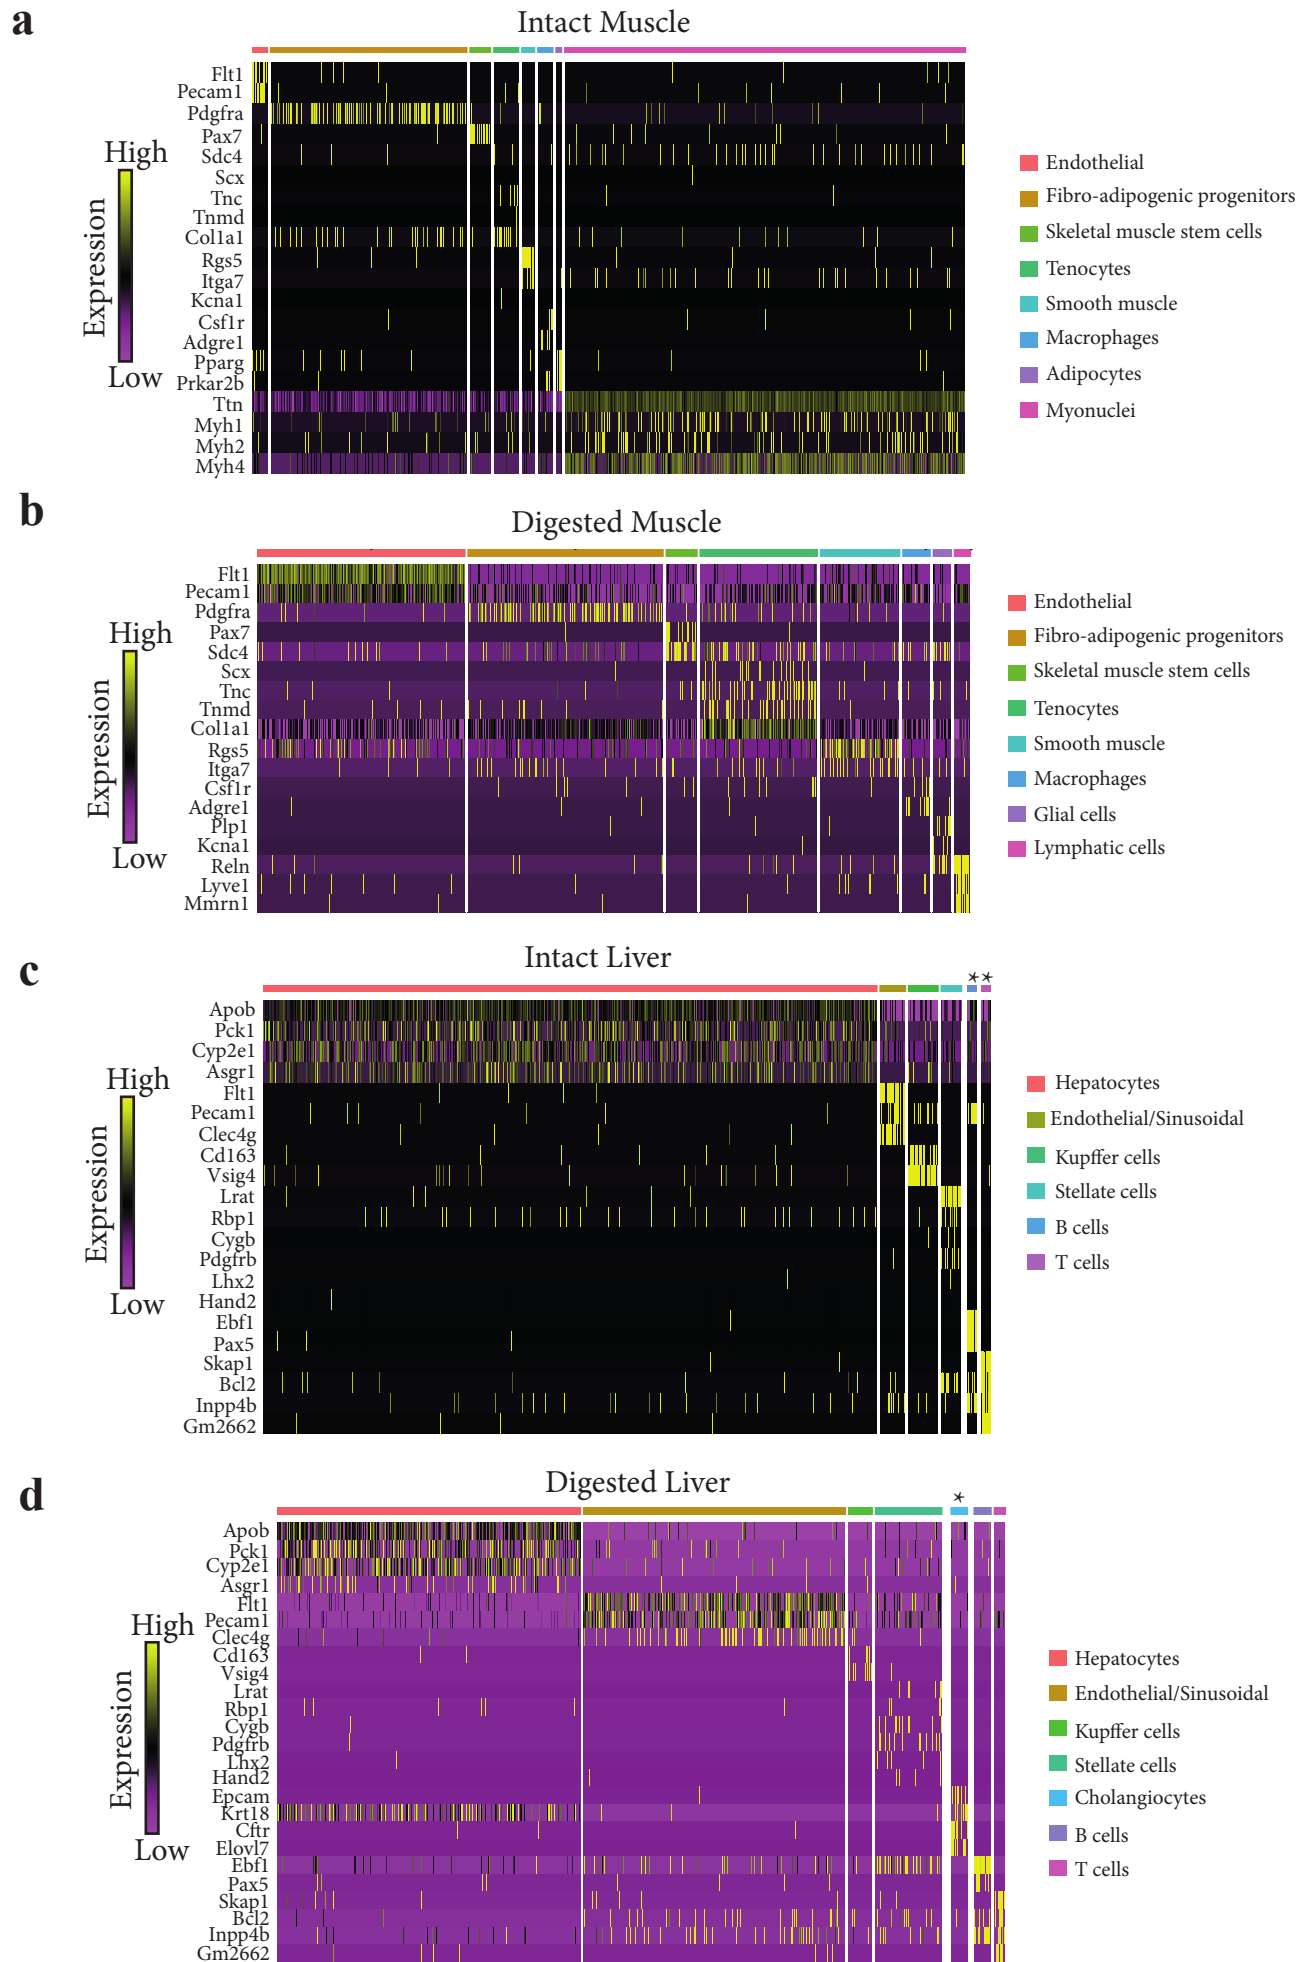 a
Intact Muscle
High
Expression
Low
Flt1
Pecam1
Pdgfra
Pax7
Sdc4
Scx
Tnc
Tnmd
Col1a1
Rgs5
Itga7
Kcna1
Csf1r
Adgre1
Pparg
Prkar2b
Ttn
Myh1
Myh2
Myh4
Endothelial
Fibro-adipogenic progenitors
Skeletal muscle stem cells
Tenocytes
Smooth muscle
Macrophages
Adipocytes
Myonuclei
b
Digested Muscle
High
Expression
Low
Flt1
Pecam1
Pdgfra
Pax7
Sdc4
Scx
Tnc
Tnmd
Col1a1
Rgs5
Itga7
Csf1r
Adgre1
Plp1
Kcna1
Reln
Lyve1
Mmrn1
Endothelial
Fibro-adipogenic progenitors
Skeletal muscle stem cells
Tenocytes
Smooth muscle
Macrophages
Glial cells
Lymphatic cells
c
Intact Liver
* *
High
Expression
Low
Apob
Pck1
Cyp2e1
Asgr1
Flt1
Pecam1
Clec4g
Cd163
Vsig4
Lrat
Rbp1
Cygb
Pdgfrb
Lhx2
Hand2
Ebf1
Pax5
Skap1
Bcl2
Inpp4b
Gm2662
Hepatocytes
Endothelial/Sinusoidal
Kupffer cells
Stellate cells
B cells
T cells
d
Digested Liver
*
High
Expression
Low
Apob
Pck1
Cyp2e1
Asgr1
Flt1
Pecam1
Clec4g
Cd163
Vsig4
Lrat
Rbp1
Cygb
Pdgfrb
Lhx2
Hand2
Epcam
Krt18
Cftr
Elovl7
Ebf1
Pax5
Skap1
Bcl2
Inpp4b
Gm2662
Hepatocytes
Endothelial/Sinusoidal
Kupffer cells
Stellate cells
Cholangiocytes
B cells
T cells